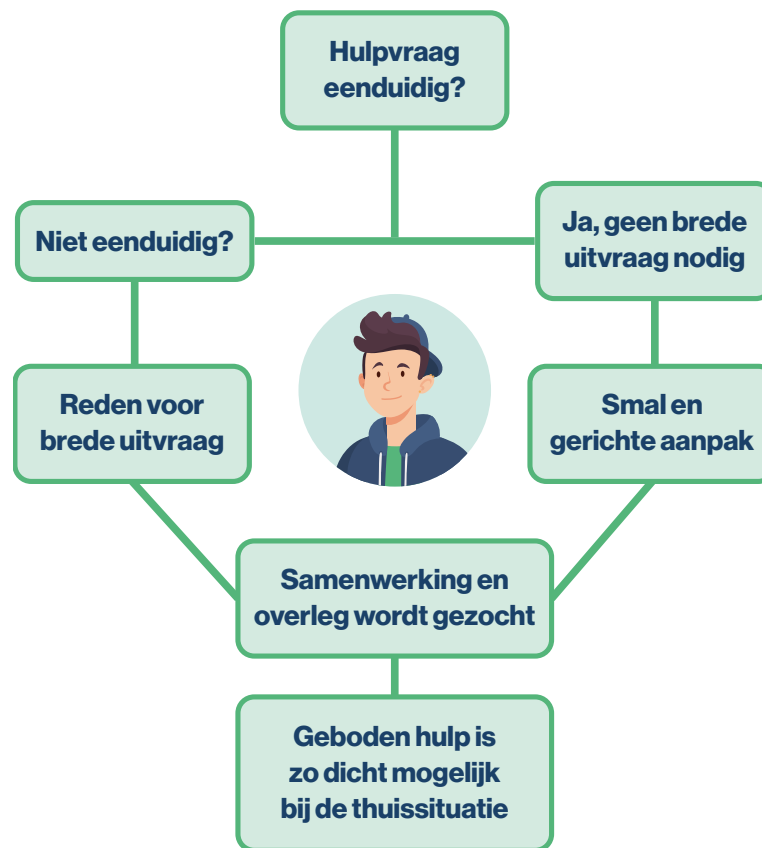 Hulpvraag
eenduidig?
Niet eenduidig?
Ja, geen brede
uitvraag nodig
Reden voor
brede uitvraag
Smal en
gerichte aanpak
Samenwerking en
overleg wordt gezocht
Geboden hulp is
zo dicht mogelijk
bij de thuissituatie